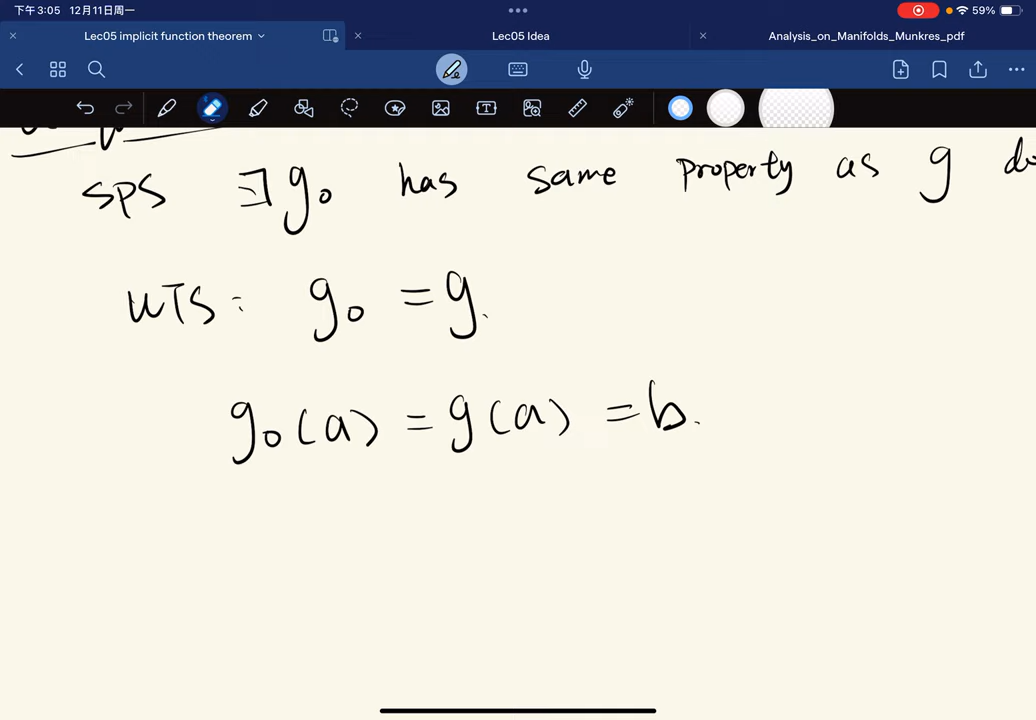 下午3:05 12月11日周一
59%
Lec05 implicit function theorem
Lec05 Idea
Analysis_on_Manifolds_Munkres_pdf
sps ∃ g₀ has same property as g do
WTS: g₀ = g.
g₀(a) = g(a) = b.